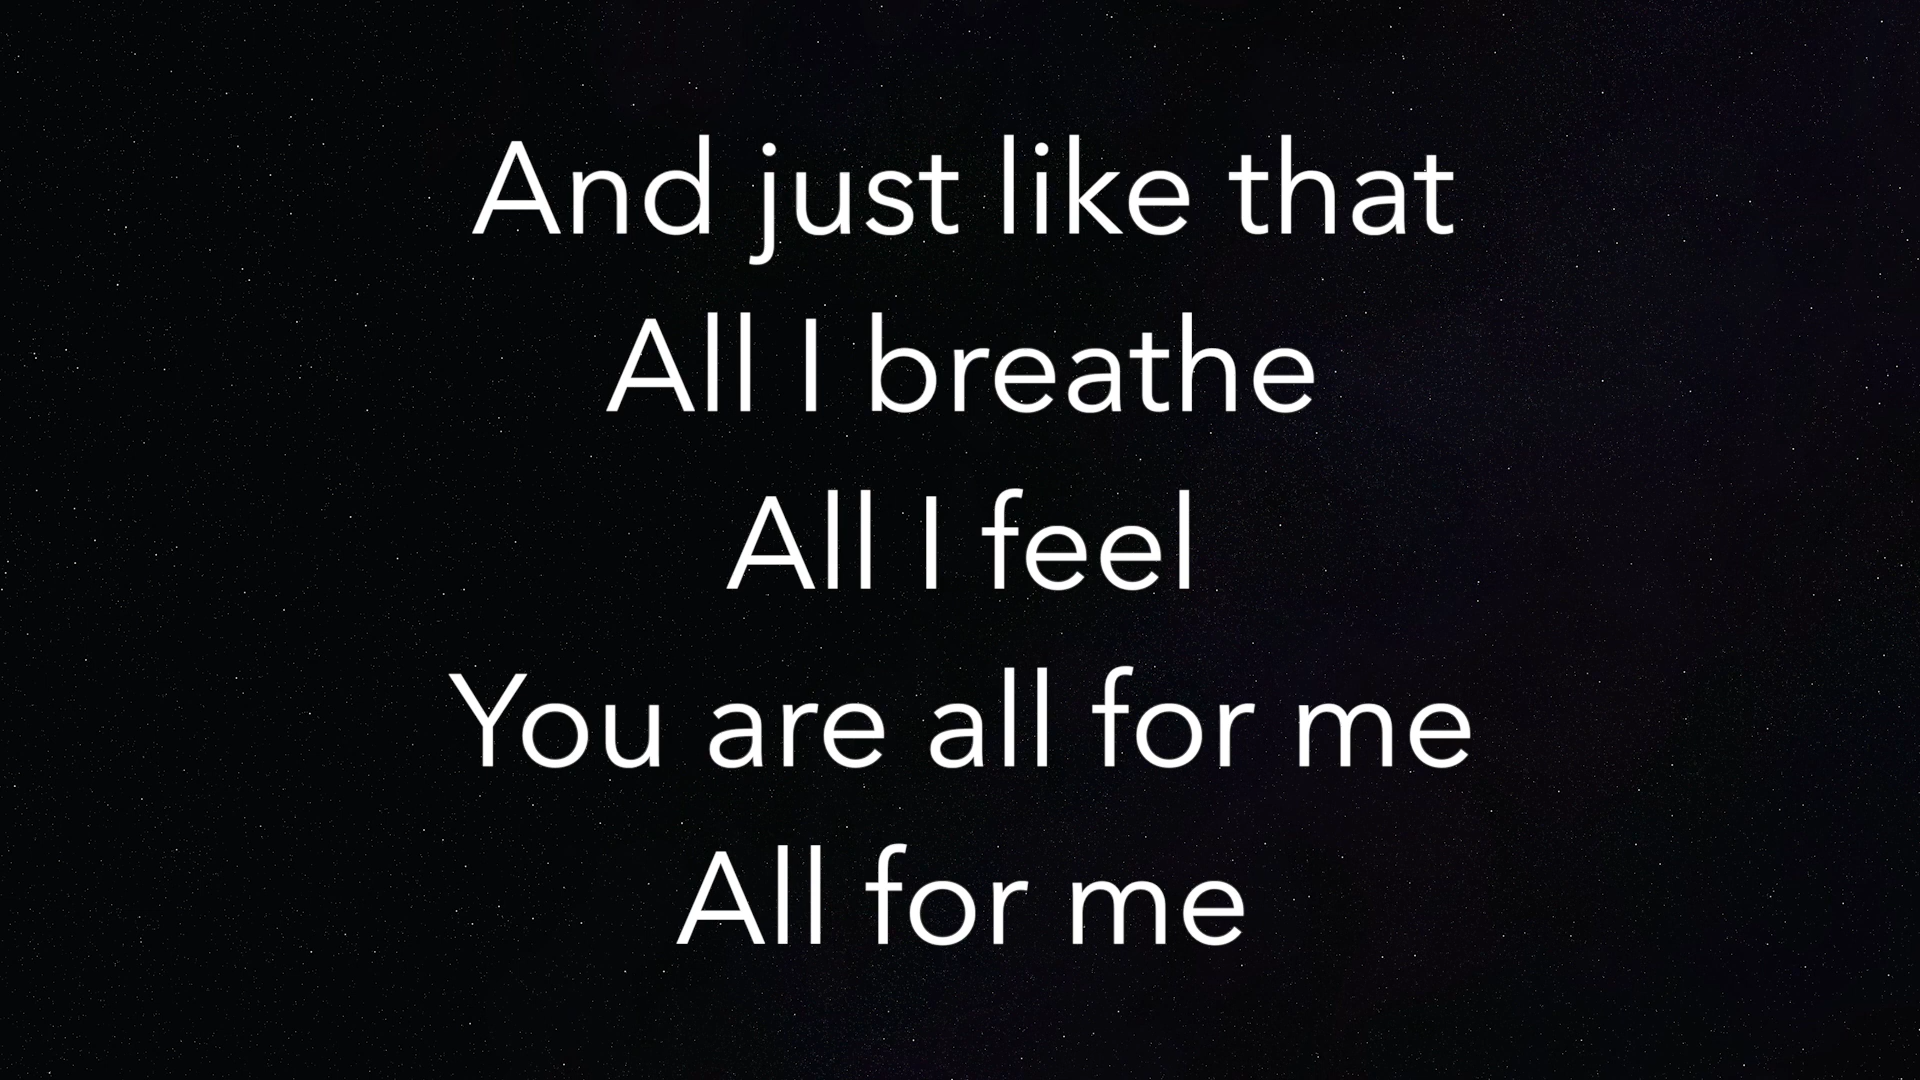 And just like that
All I breathe
All I feel
You are all for me
All for me